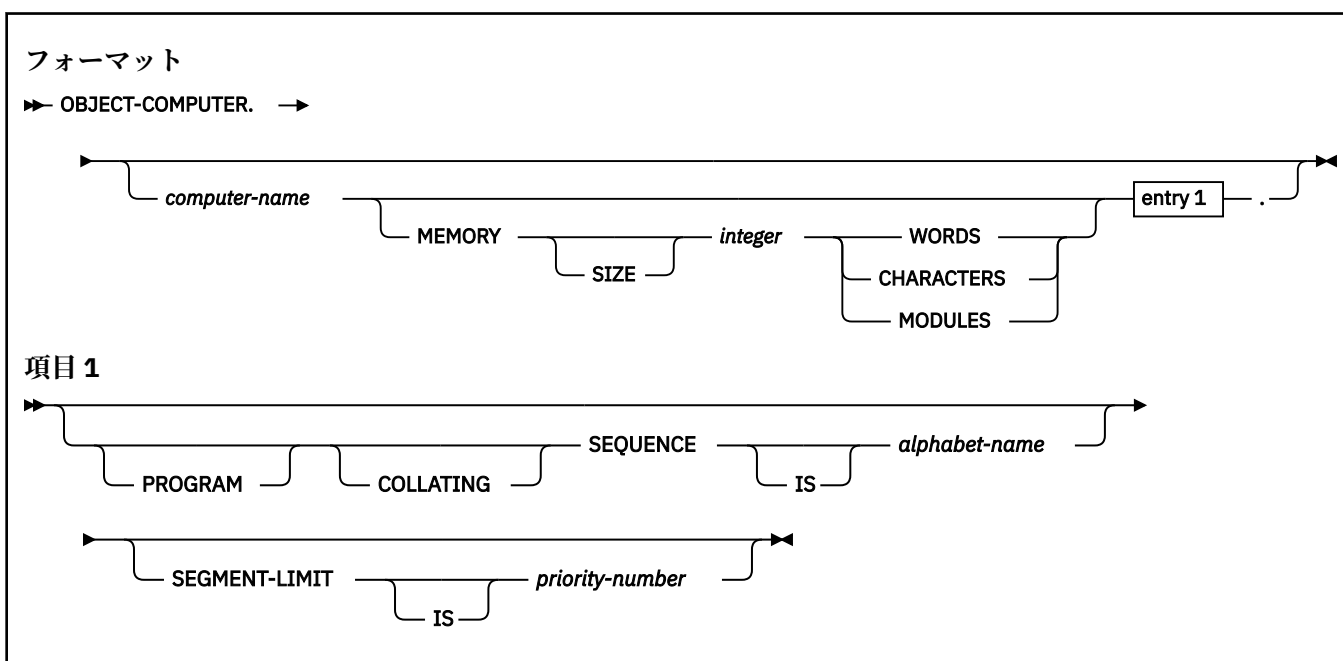 フォーマット
OBJECT-COMPUTER.
computer-name entry 1 .
MEMORY integer WORDS
SIZE CHARACTERS
MODULES
項目 1
SEQUENCE alphabet-name
PROGRAM COLLATING IS
SEGMENT-LIMIT priority-number
IS